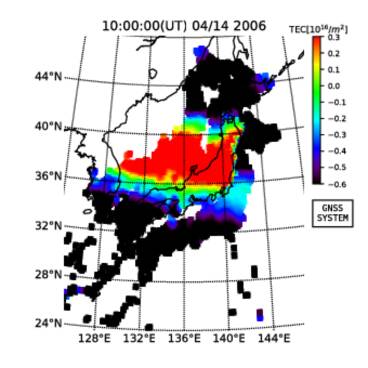 10:00:00(UT) 04/14 2006
TEC[10¹⁶/m²]
0.3
0.2
0.1
0.0
−0.1
−0.2
−0.3
−0.4
−0.5
−0.6
GNSS
SYSTEM
44°N
40°N
36°N
32°N
28°N
24°N
128°E 132°E 136°E 140°E 144°E